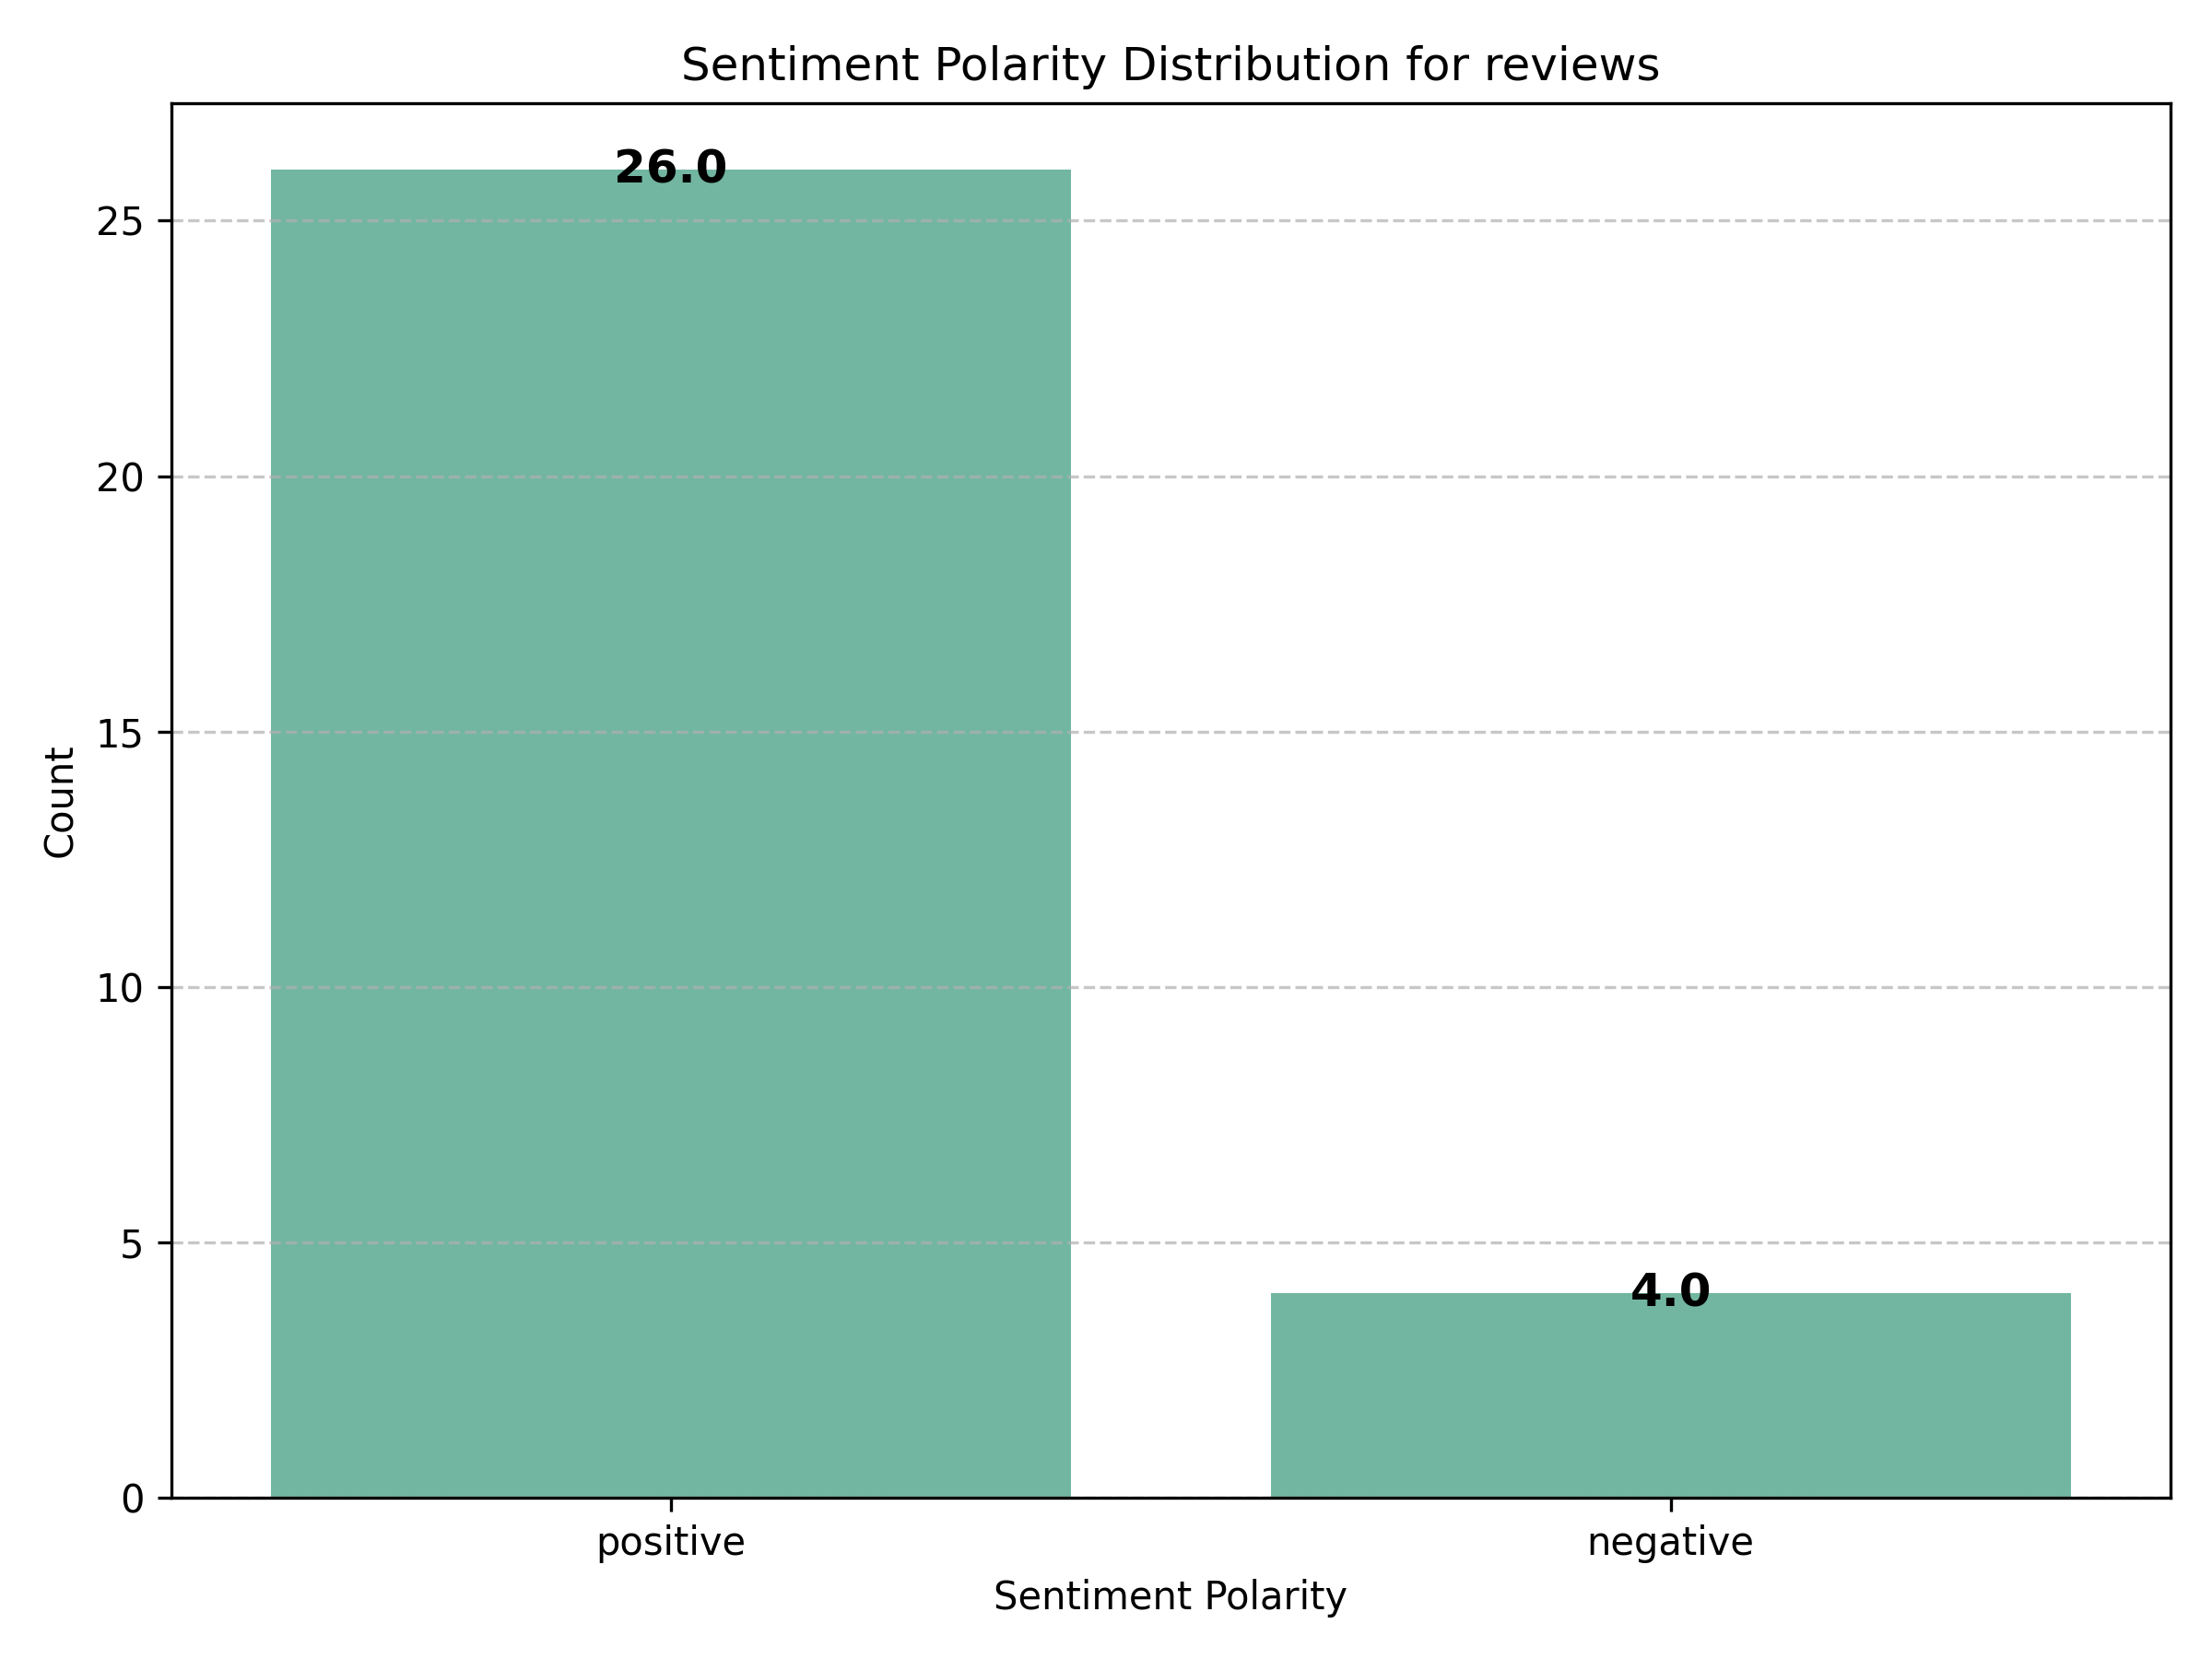 Sentiment Polarity Distribution for reviews
26.0
25
20
15
10
5
0
Count
4.0
positive
negative
Sentiment Polarity